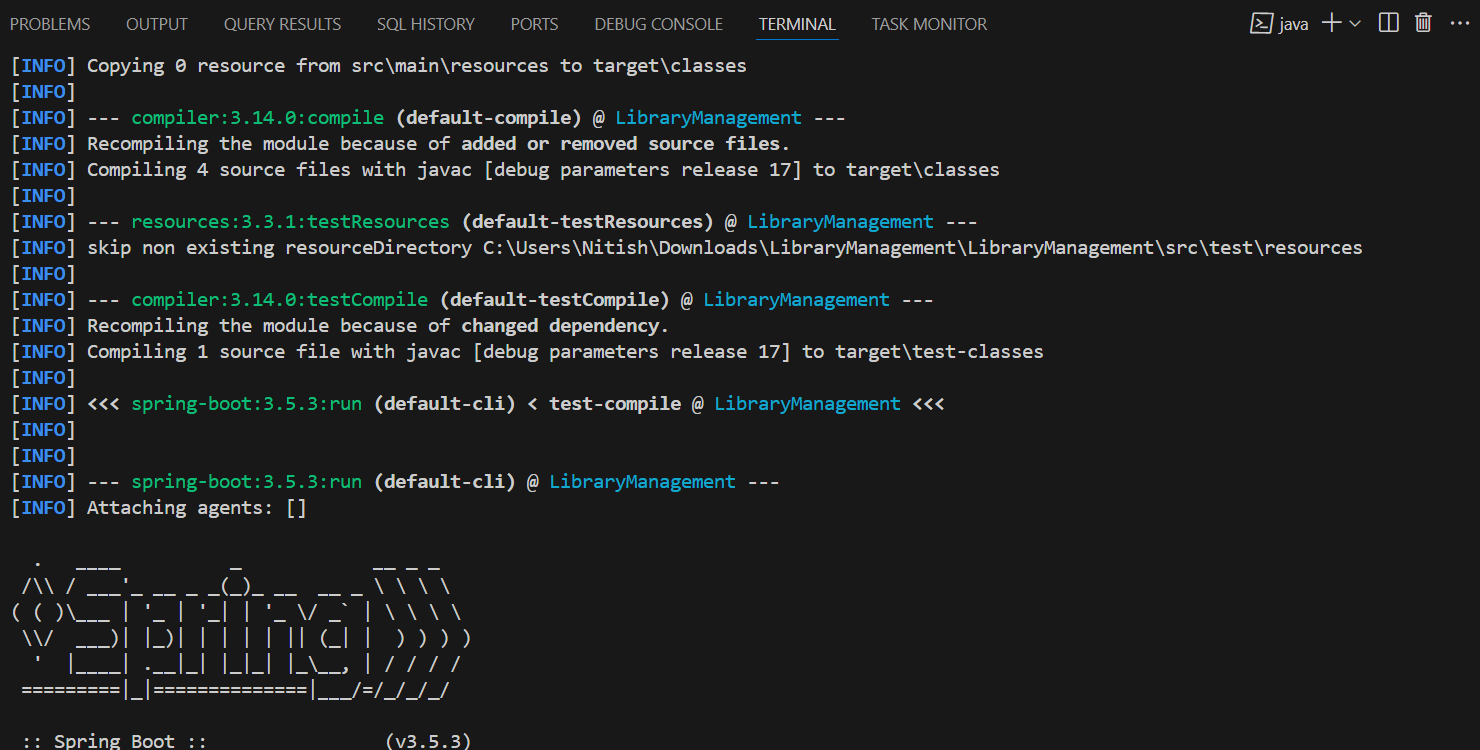 PROBLEMS OUTPUT QUERY RESULTS SQL HISTORY PORTS DEBUG CONSOLE TERMINAL TASK MONITOR java
[INFO] Copying 0 resource from src\main\resources to target\classes
[INFO]
[INFO] --- compiler:3.14.0:compile (default-compile) @ LibraryManagement ---
[INFO] Recompiling the module because of added or removed source files.
[INFO] Compiling 4 source files with javac [debug parameters release 17] to target\classes
[INFO]
[INFO] --- resources:3.3.1:testResources (default-testResources) @ LibraryManagement ---
[INFO] skip non existing resourceDirectory C:\Users\Nitish\Downloads\LibraryManagement\LibraryManagement\src\test\resources
[INFO]
[INFO] --- compiler:3.14.0:testCompile (default-testCompile) @ LibraryManagement ---
[INFO] Recompiling the module because of changed dependency.
[INFO] Compiling 1 source file with javac [debug parameters release 17] to target\test-classes
[INFO]
[INFO] <<< spring-boot:3.5.3:run (default-cli) < test-compile @ LibraryManagement <<<
[INFO]
[INFO]
[INFO] --- spring-boot:3.5.3:run (default-cli) @ LibraryManagement ---
[INFO] Attaching agents: []
  .   ____          _            __ _ _
 /\\ / ___'_ __ _ _(_)_ __  __ _ \ \ \ \
( ( )\___ | '_ | '_| | '_ \/ _` | \ \ \ \
 \\/  ___)| |_)| | | | | || (_| |  ) ) ) )
  '  |____| .__|_| |_|_| |_\__, | / / / /
 =========|_|==============|___/=/_/_/_/
 :: Spring Boot ::                (v3.5.3)